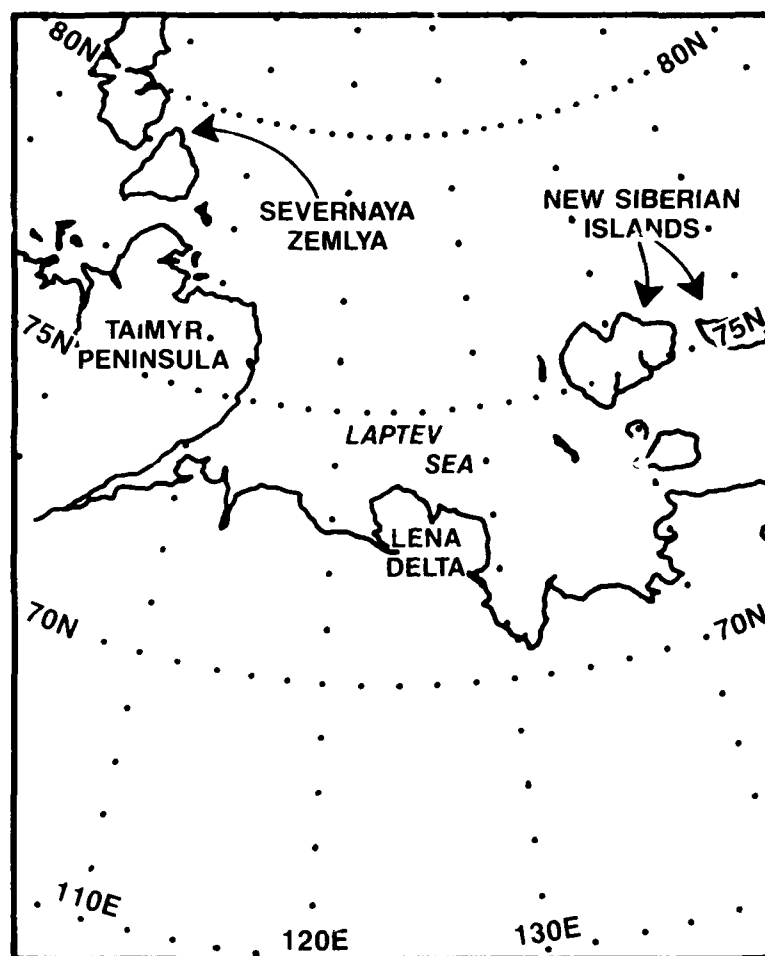 80N
80N
SEVERNAYA
ZEMLYA
NEW SIBERIAN
ISLANDS
75N
TAIMYR
PENINSULA
75N
LAPTEV
SEA
LENA
DELTA
70N
70N
110E
120E
130E